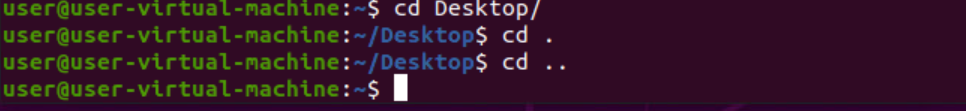 user@user-virtual-machine:~$ cd Desktop/
user@user-virtual-machine:~/Desktop$ cd .
user@user-virtual-machine:~/Desktop$ cd ..
user@user-virtual-machine:~$